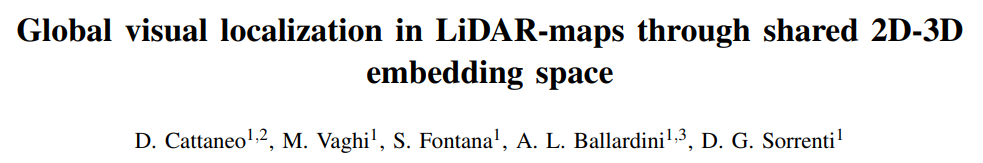 Global visual localization in LiDAR-maps through shared 2D-3D
embedding space
D. Cattaneo1,2, M. Vaghi1, S. Fontana1, A. L. Ballardini1,3, D. G. Sorrenti1